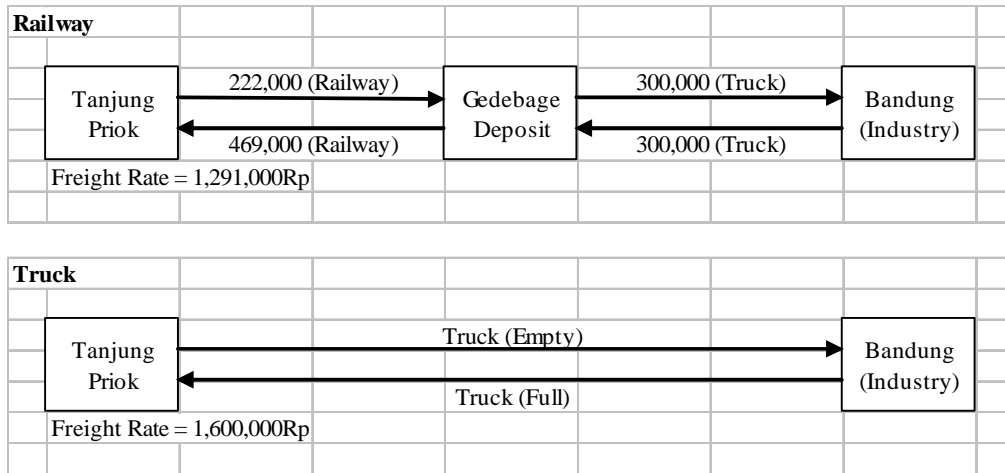 Railway
222,000 (Railway)
300,000 (Truck)
Tanjung
Priok
Gedebage
Deposit
Bandung
(Industry)
469,000 (Railway)
300,000 (Truck)
Freight Rate = 1,291,000Rp
Truck
Truck (Empty)
Tanjung
Priok
Bandung
(Industry)
Truck (Full)
Freight Rate = 1,600,000Rp